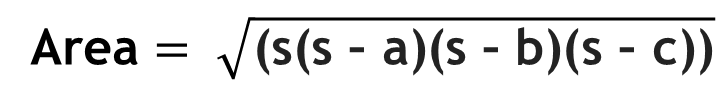 Area = √(s(s - a)(s - b)(s - c))